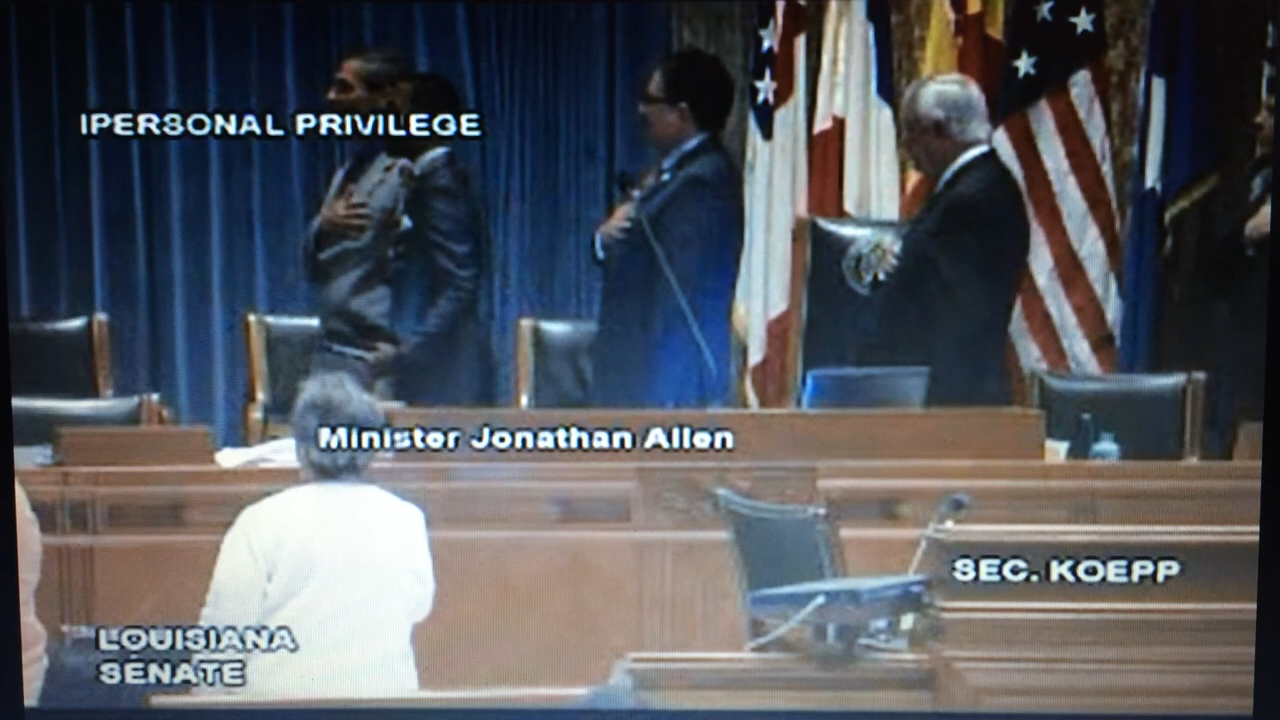 IPERSONAL PRIVILEGE
Minister Jonathan Allen
SEC. KOEPP
LOUISIANA
SENATE